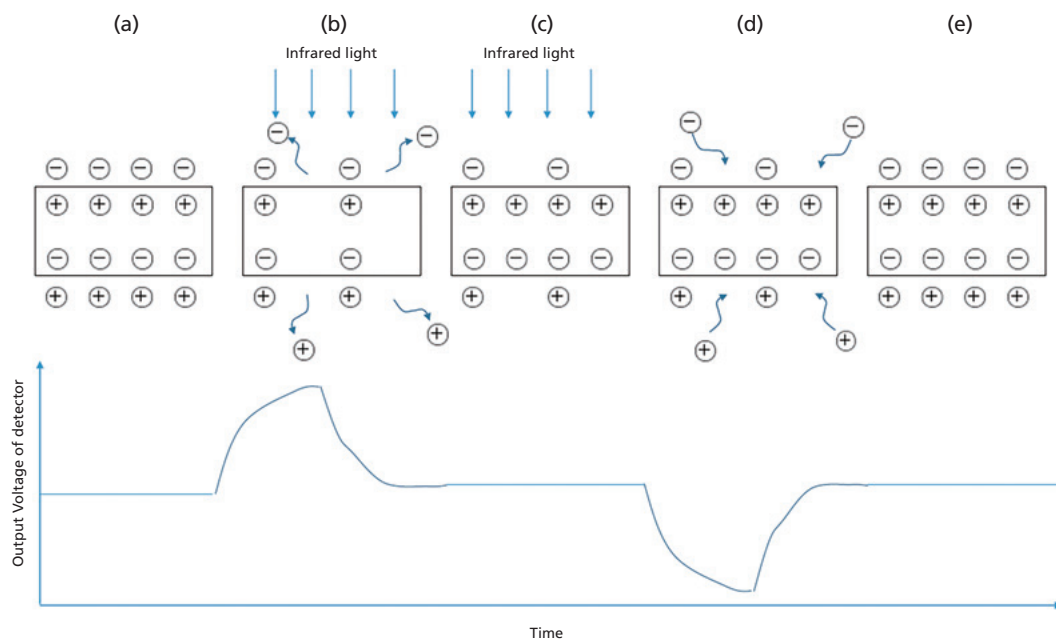 (a)
(b)
(c)
(d)
(e)
Infrared light
Infrared light
Output Voltage of detector
Time